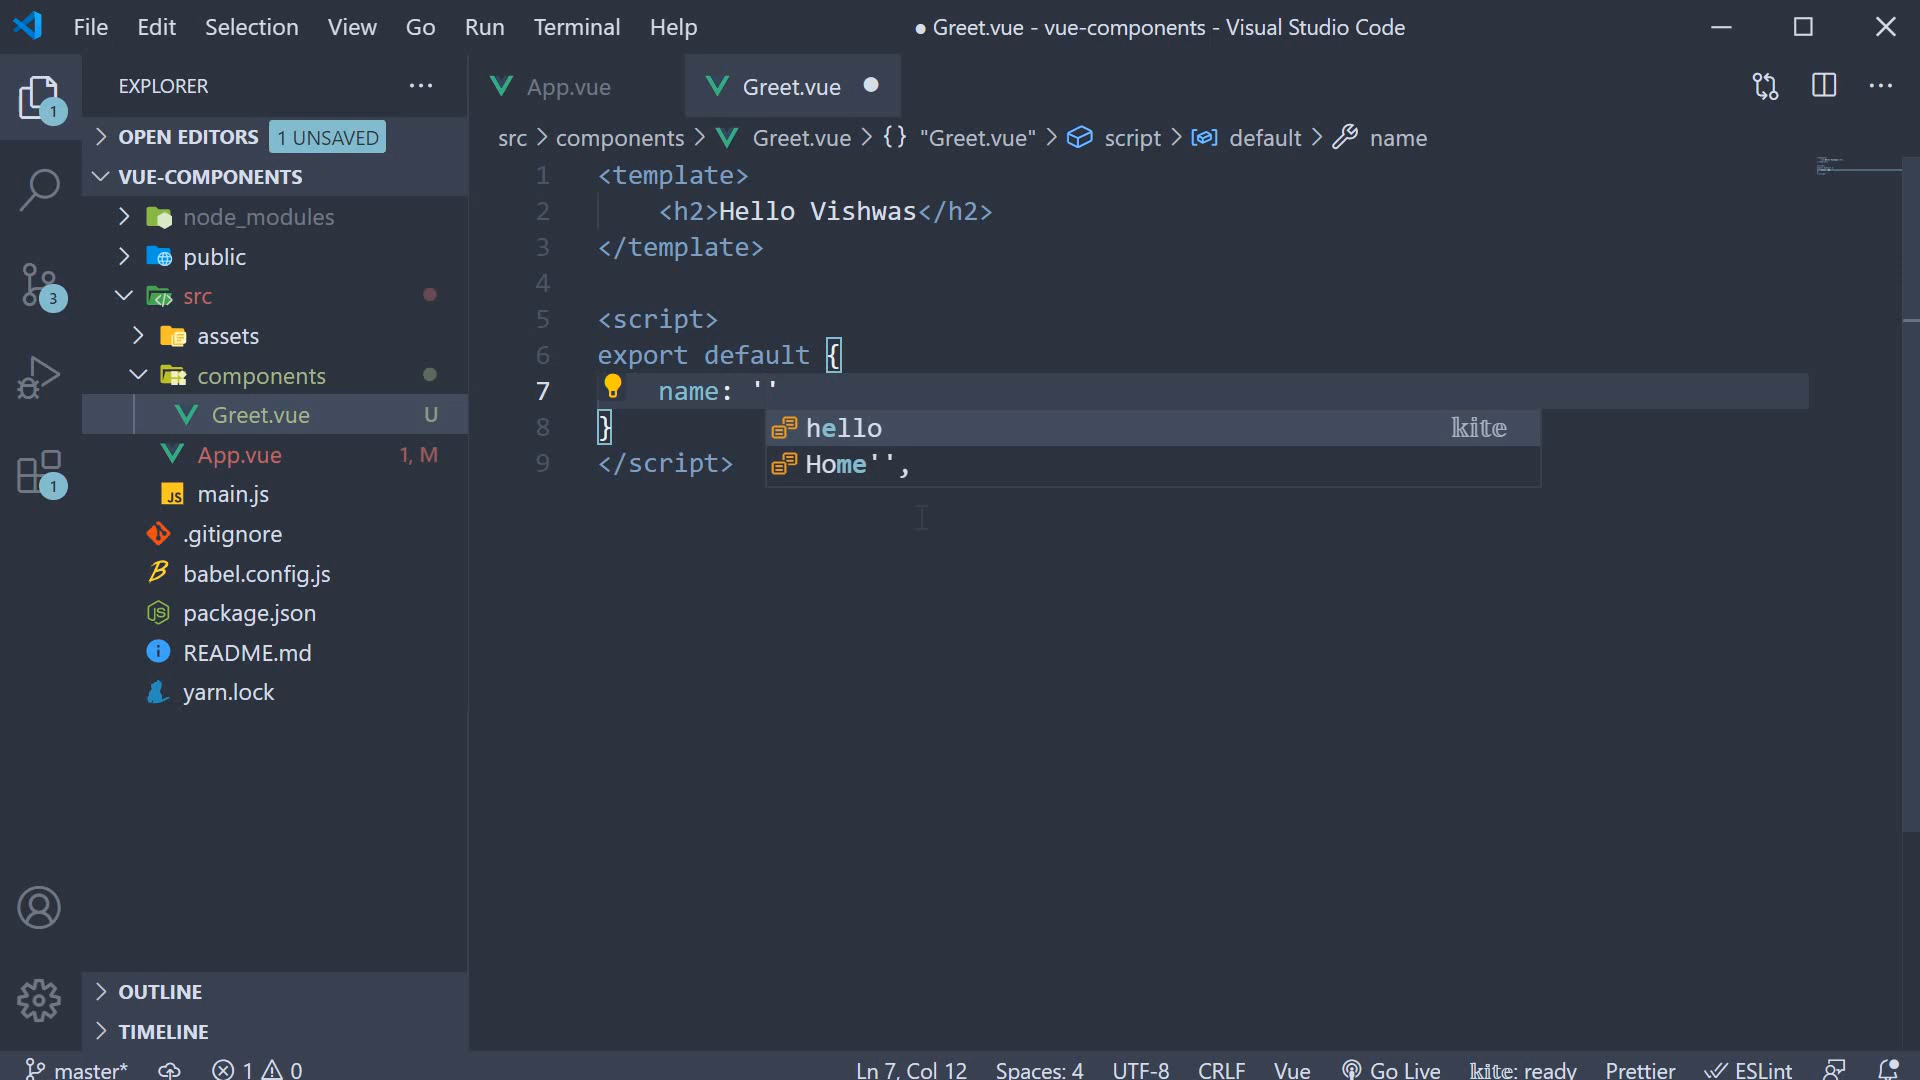 File Edit Selection View Go Run Terminal Help
● Greet.vue - vue-components - Visual Studio Code
EXPLORER
App.vue
Greet.vue
1
OPEN EDITORS 1 UNSAVED
src > components > Greet.vue > {} "Greet.vue" > script > default > name
VUE-COMPONENTS
node_modules
public
3
src
assets
components
Greet.vue U
App.vue 1, M
1
main.js
.gitignore
babel.config.js
package.json
README.md
yarn.lock
1 <template>
2 <h2>Hello Vishwas</h2>
3 </template>
4
5 <script>
6 export default {
7 name: ''
8 }
9 </script>
hello kite
Home'',
OUTLINE
TIMELINE
master* 1 0 Ln 7, Col 12 Spaces: 4 UTF-8 CRLF Vue Go Live kite: ready Prettier ESLint